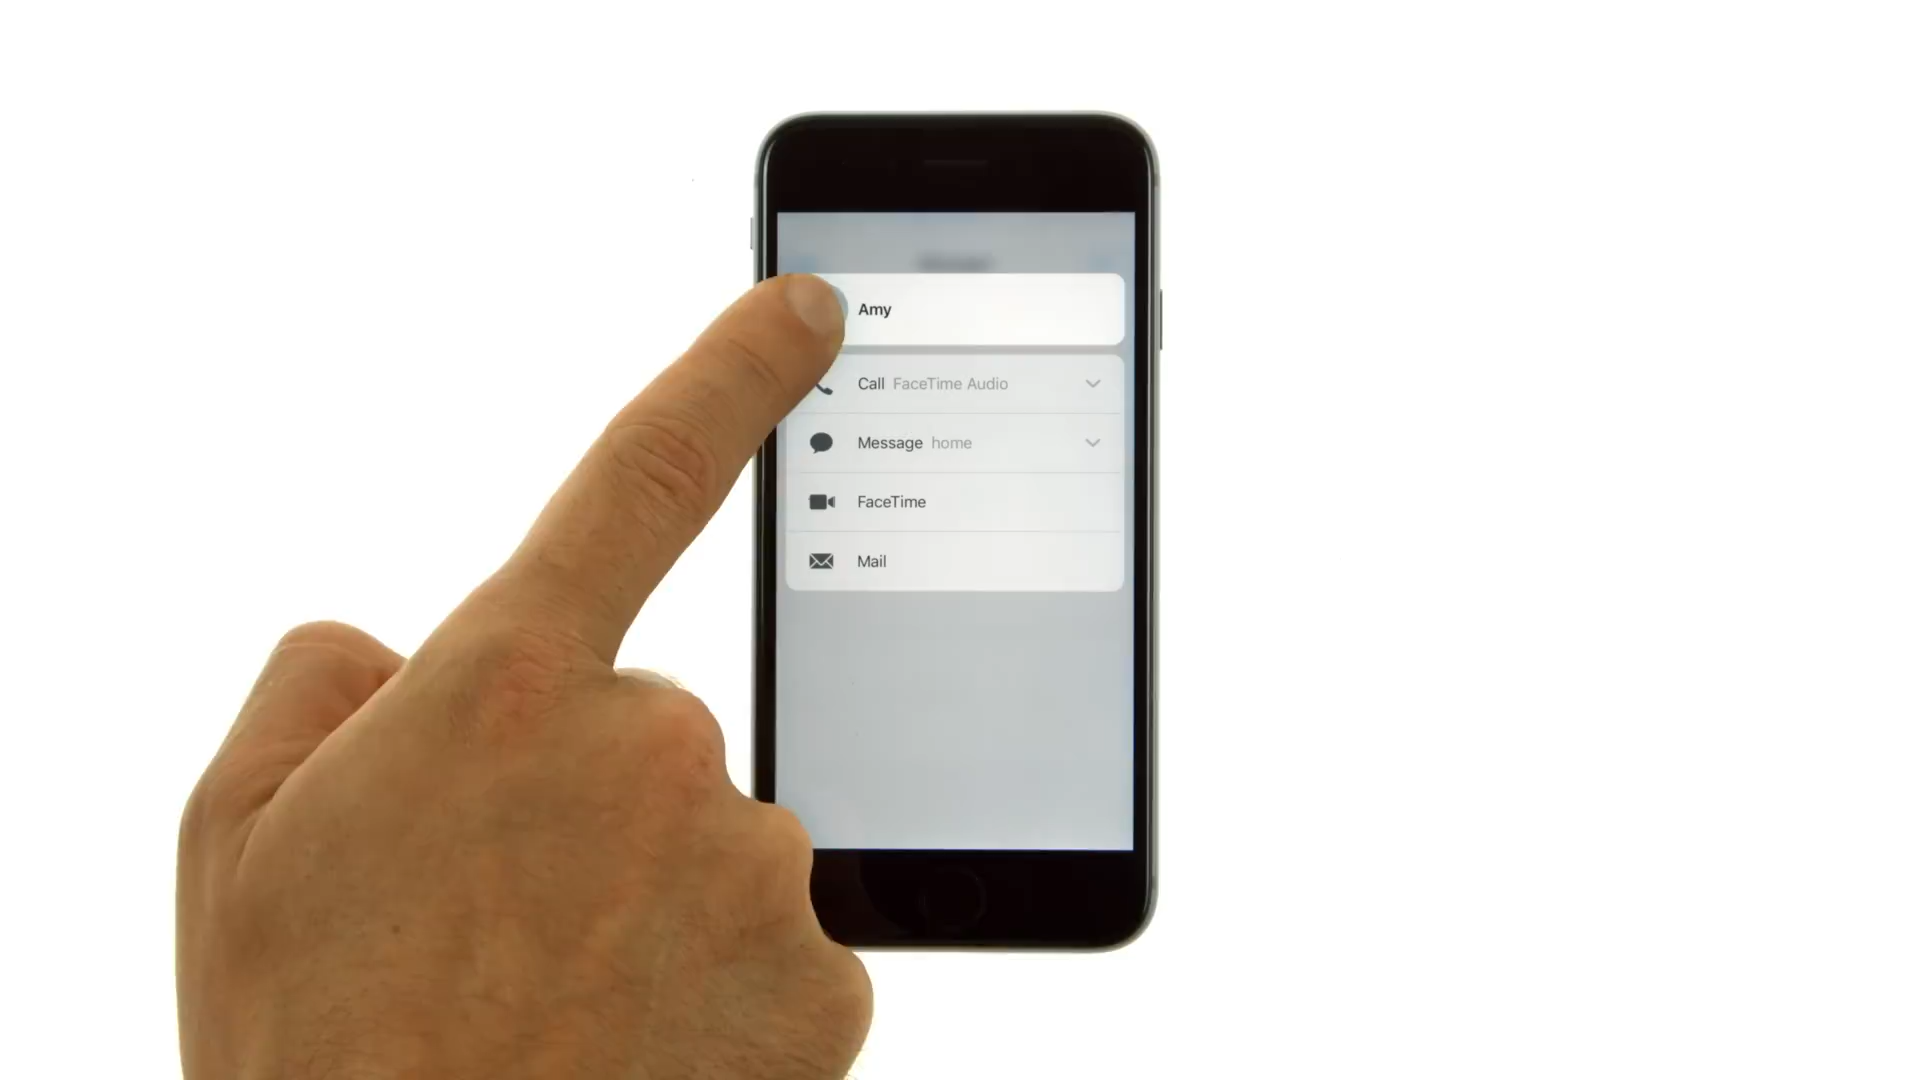 Amy
Call FaceTime Audio
Message home
FaceTime
Mail